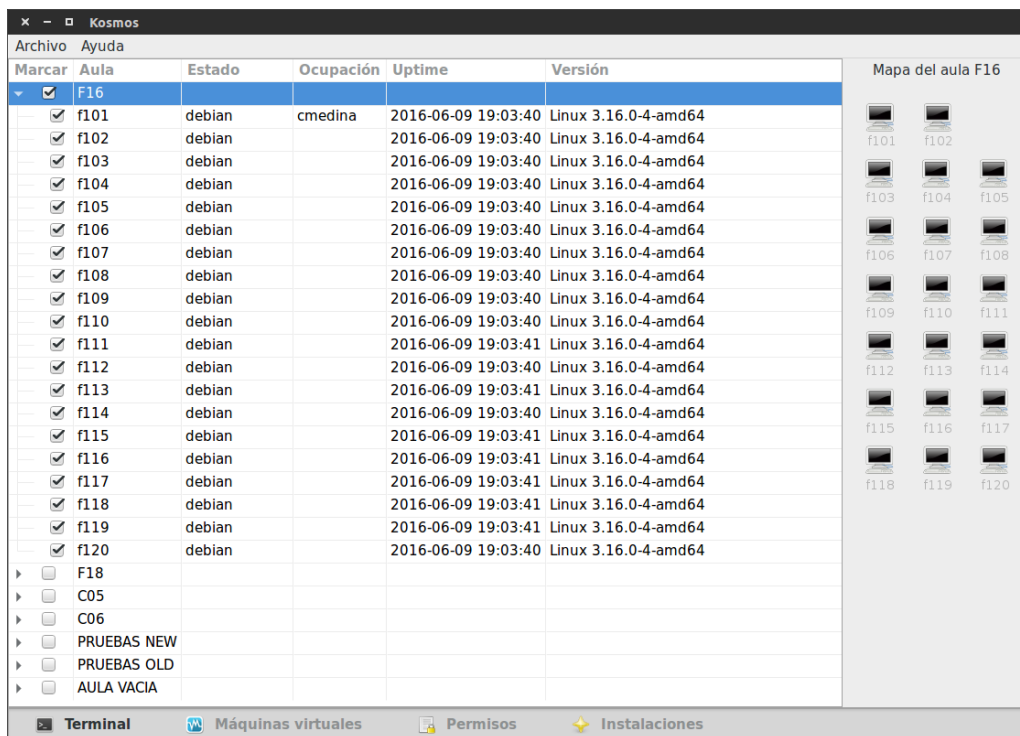 Kosmos
Archivo Ayuda
Marcar Aula Estado Ocupación Uptime Versión
F16
f101 debian cmedina 2016-06-09 19:03:40 Linux 3.16.0-4-amd64
f102 debian 2016-06-09 19:03:40 Linux 3.16.0-4-amd64
f103 debian 2016-06-09 19:03:40 Linux 3.16.0-4-amd64
f104 debian 2016-06-09 19:03:40 Linux 3.16.0-4-amd64
f105 debian 2016-06-09 19:03:40 Linux 3.16.0-4-amd64
f106 debian 2016-06-09 19:03:40 Linux 3.16.0-4-amd64
f107 debian 2016-06-09 19:03:40 Linux 3.16.0-4-amd64
f108 debian 2016-06-09 19:03:40 Linux 3.16.0-4-amd64
f109 debian 2016-06-09 19:03:40 Linux 3.16.0-4-amd64
f110 debian 2016-06-09 19:03:40 Linux 3.16.0-4-amd64
f111 debian 2016-06-09 19:03:41 Linux 3.16.0-4-amd64
f112 debian 2016-06-09 19:03:40 Linux 3.16.0-4-amd64
f113 debian 2016-06-09 19:03:41 Linux 3.16.0-4-amd64
f114 debian 2016-06-09 19:03:40 Linux 3.16.0-4-amd64
f115 debian 2016-06-09 19:03:41 Linux 3.16.0-4-amd64
f116 debian 2016-06-09 19:03:41 Linux 3.16.0-4-amd64
f117 debian 2016-06-09 19:03:41 Linux 3.16.0-4-amd64
f118 debian 2016-06-09 19:03:41 Linux 3.16.0-4-amd64
f119 debian 2016-06-09 19:03:41 Linux 3.16.0-4-amd64
f120 debian 2016-06-09 19:03:40 Linux 3.16.0-4-amd64
F18
C05
C06
PRUEBAS NEW
PRUEBAS OLD
AULA VACIA
Mapa del aula F16
f101 f102
f103 f104 f105
f106 f107 f108
f109 f110 f111
f112 f113 f114
f115 f116 f117
f118 f119 f120
Terminal Máquinas virtuales Permisos Instalaciones